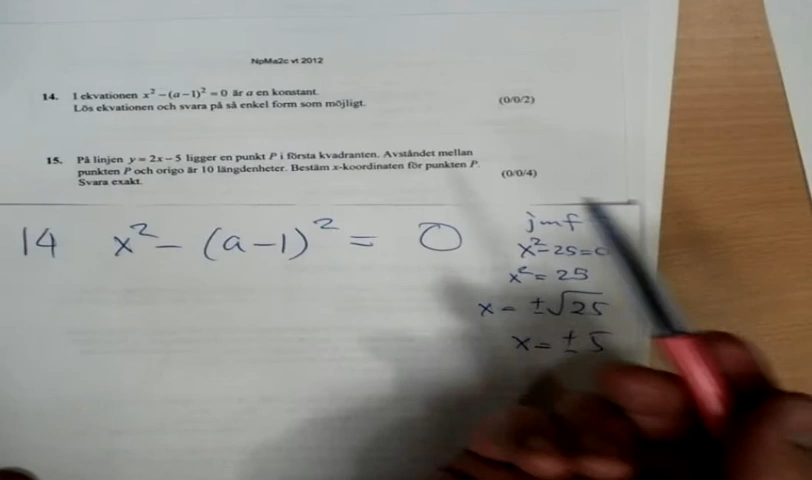 NpMa2c vt 2012
14. I ekvationen x² − (a − 1)² = 0 är a en konstant.
Lös ekvationen och svara på så enkel form som möjligt. (0/0/2)
15. På linjen y = 2x − 5 ligger en punkt P i första kvadranten. Avståndet mellan
punkten P och origo är 10 längdenheter. Bestäm x-koordinaten för punkten P.
Svara exakt. (0/0/4)
14 x² − (a−1)² = 0
jmf
x²−25=0
x² = 25
x = ±√25
x = ±5